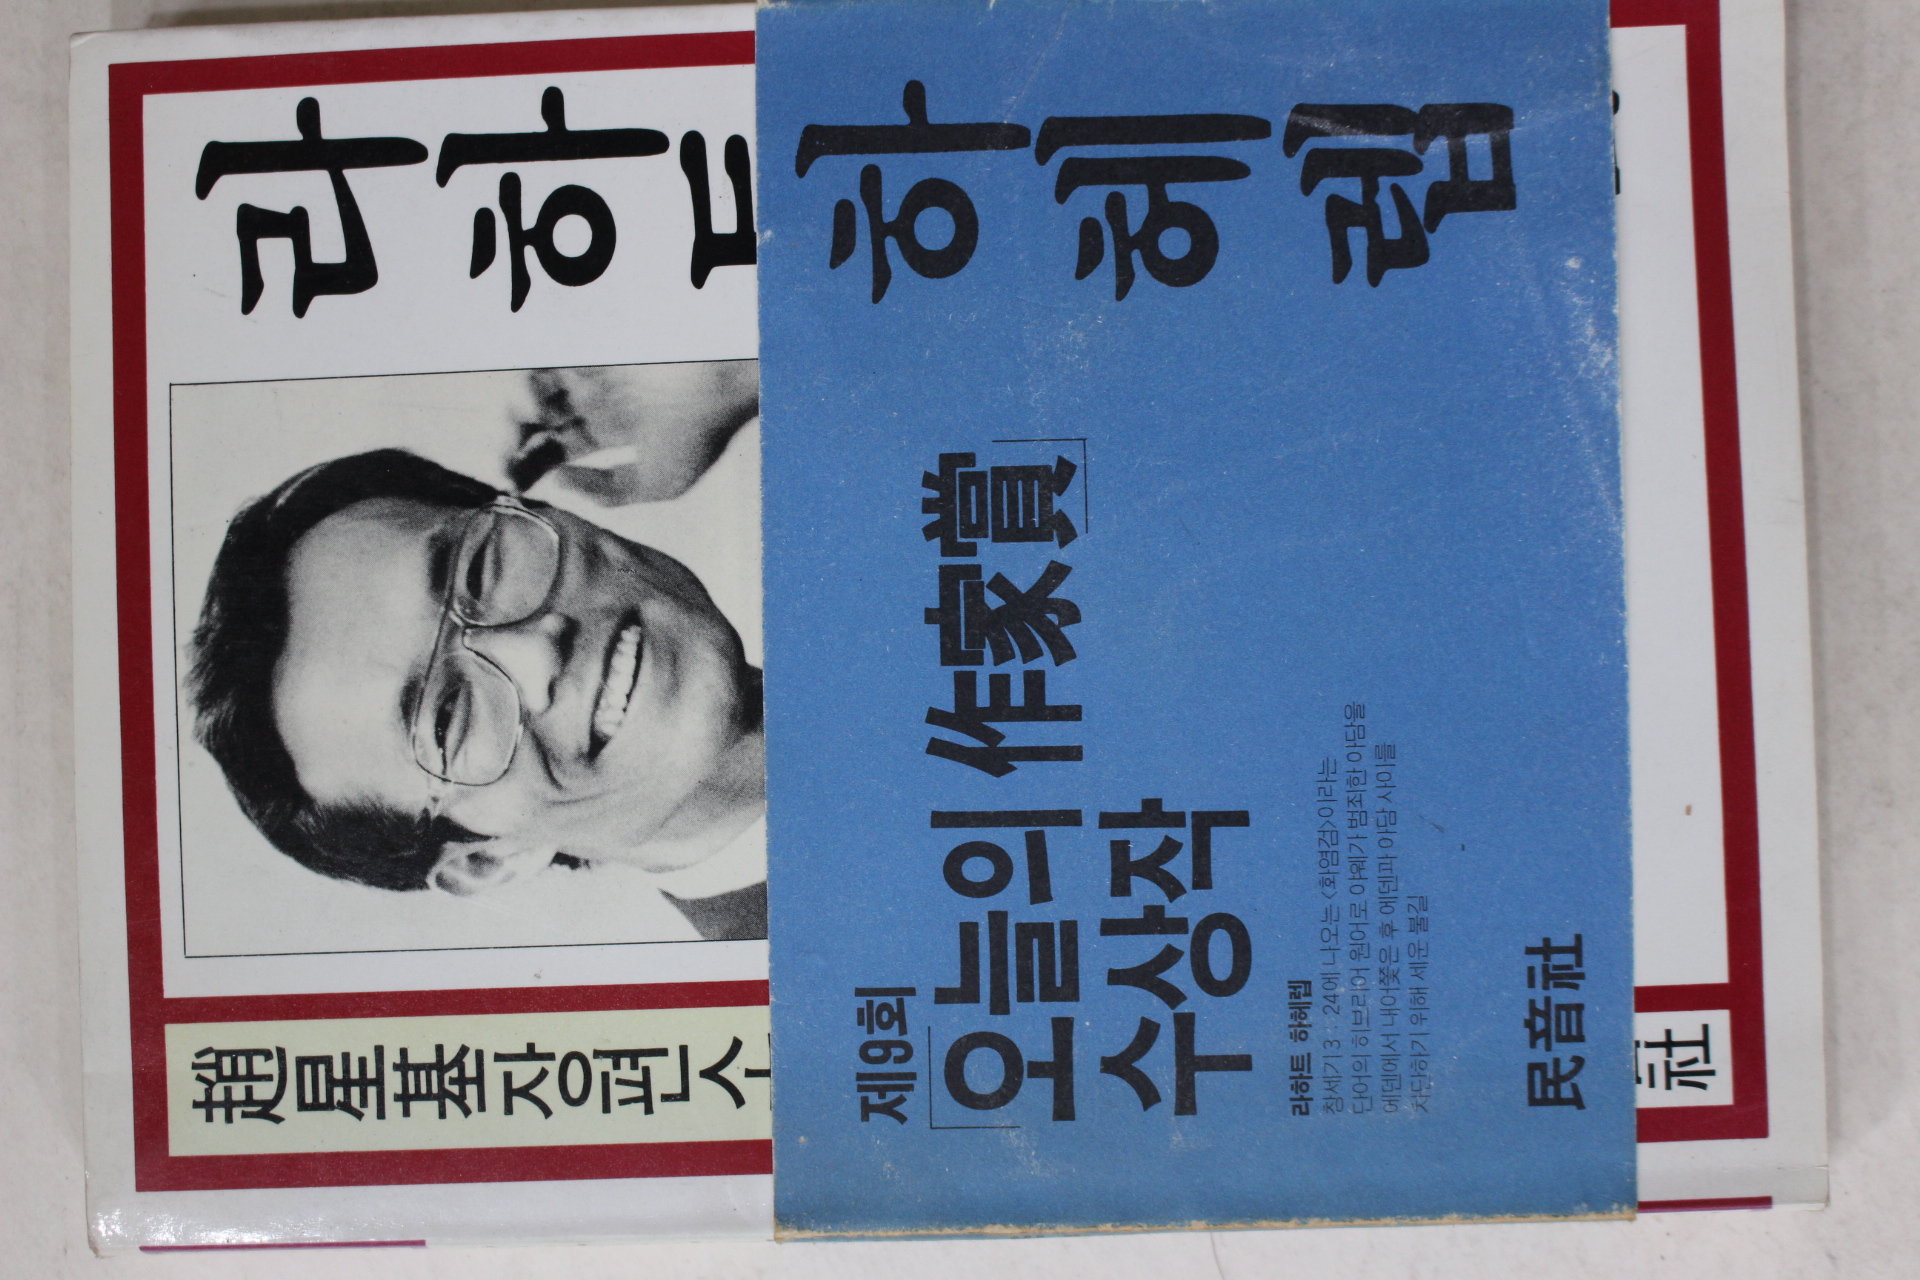 라하트 하헤렙
趙星基장편소
社
하헤렙
제9회
「오늘의 作家賞」
수상작
라하트 하헤렙
창세기 3 : 24에 나오는 〈화염검〉이라는
단어의 히브리어 원어로 야웨가 범죄한 아담을
에덴에서 내어쫓은 후 에덴과 아담 사이를
차단하기 위해 세운 불길
民音社